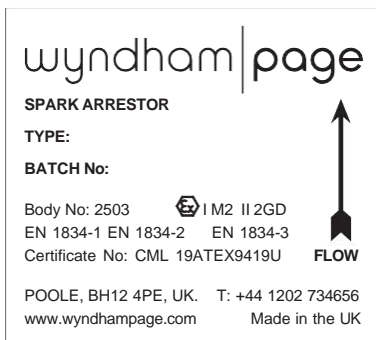 wyndham page
SPARK ARRESTOR
TYPE:
BATCH No:
Body No: 2503 Ex I M2 II 2GD
EN 1834-1 EN 1834-2 EN 1834-3
Certificate No: CML 19ATEX9419U FLOW
POOLE, BH12 4PE, UK. T: +44 1202 734656
www.wyndhampage.com Made in the UK